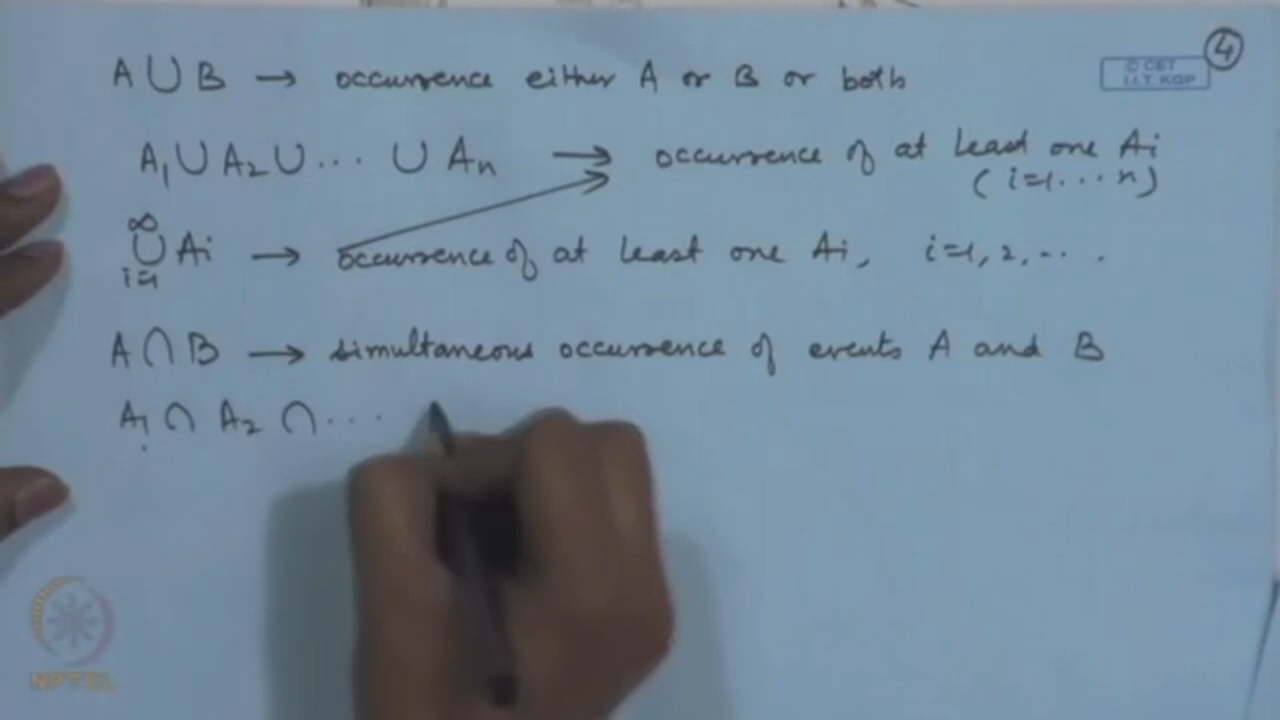 ④
© CET
I.I.T. KGP
A ∪ B → occurrence either A or B or both
A₁ ∪ A₂ ∪ ... ∪ Aₙ → occurrence of at least one Ai
(i=1...n)
∞
∪ Ai → occurrence of at least one Ai, i=1, 2, ... .
i=1
A ∩ B → simultaneous occurrence of events A and B
A₁ ∩ A₂ ∩ ...
NPTEL